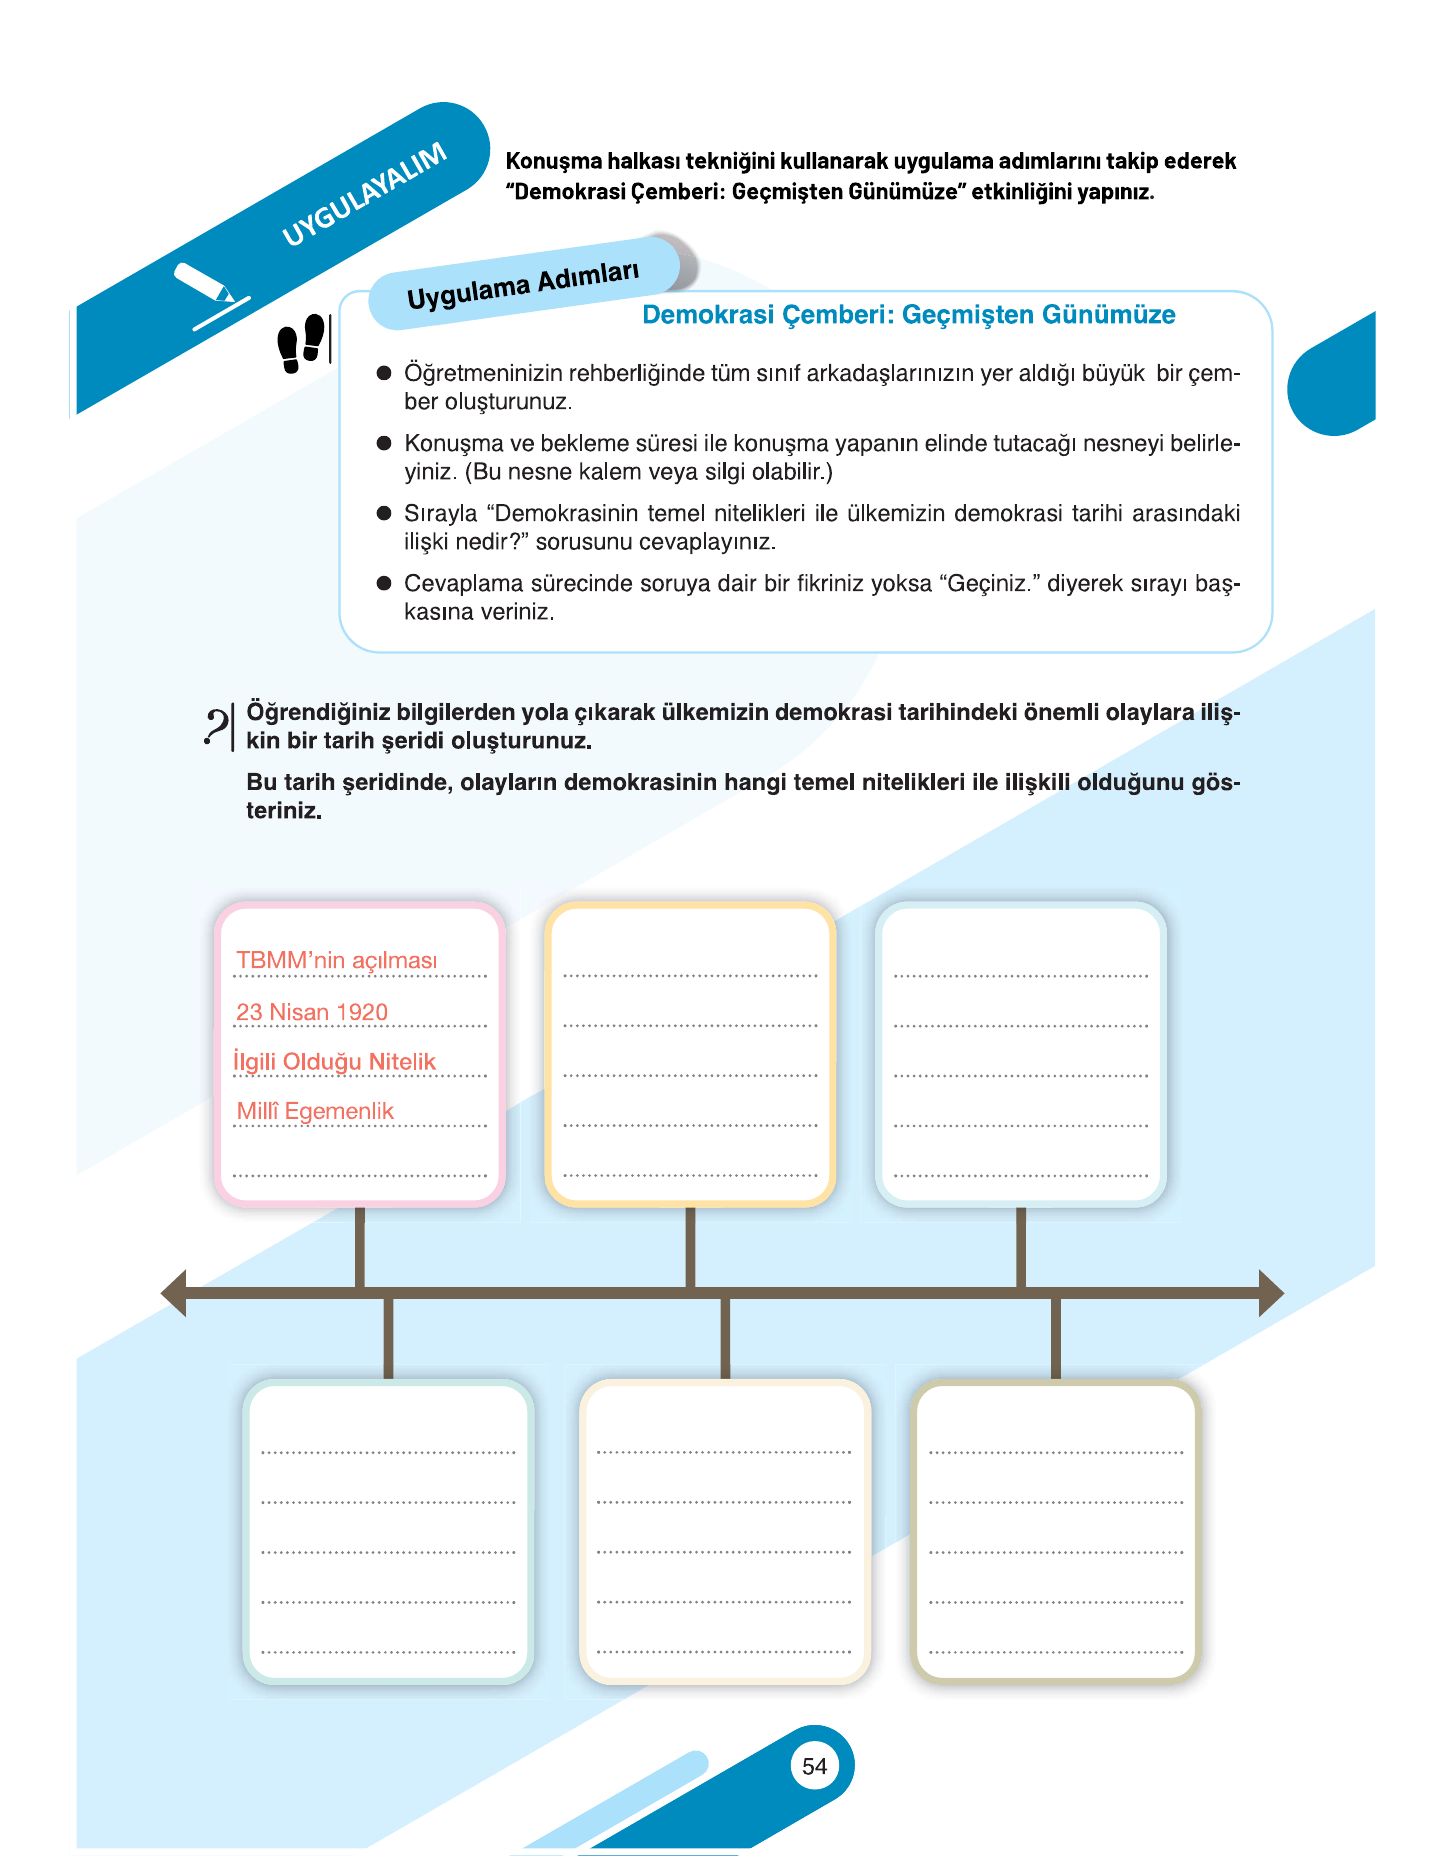 UYGULAYALIM
Konuşma halkası tekniğini kullanarak uygulama adımlarını takip ederek
“Demokrasi Çemberi: Geçmişten Günümüze” etkinliğini yapınız.
Uygulama Adımları
Demokrasi Çemberi: Geçmişten Günümüze
● Öğretmeninizin rehberliğinde tüm sınıf arkadaşlarınızın yer aldığı büyük bir çem-
ber oluşturunuz.
● Konuşma ve bekleme süresi ile konuşma yapanın elinde tutacağı nesneyi belirle-
yiniz. (Bu nesne kalem veya silgi olabilir.)
● Sırayla “Demokrasinin temel nitelikleri ile ülkemizin demokrasi tarihi arasındaki
ilişki nedir?” sorusunu cevaplayınız.
● Cevaplama sürecinde soruya dair bir fikriniz yoksa “Geçiniz.” diyerek sırayı baş-
kasına veriniz.
?
Öğrendiğiniz bilgilerden yola çıkarak ülkemizin demokrasi tarihindeki önemli olaylara iliş-
kin bir tarih şeridi oluşturunuz.
Bu tarih şeridinde, olayların demokrasinin hangi temel nitelikleri ile ilişkili olduğunu gös-
teriniz.
TBMM’nin açılması
23 Nisan 1920
İlgili Olduğu Nitelik
Millî Egemenlik
54